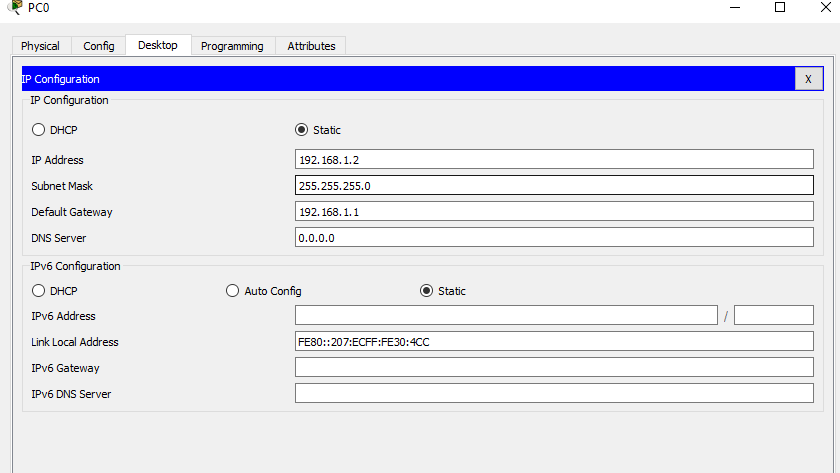 PC0
Physical Config Desktop Programming Attributes
IP Configuration X
IP Configuration
DHCP Static
IP Address 192.168.1.2
Subnet Mask 255.255.255.0
Default Gateway 192.168.1.1
DNS Server 0.0.0.0
IPv6 Configuration
DHCP Auto Config Static
IPv6 Address /
Link Local Address FE80::207:ECFF:FE30:4CC
IPv6 Gateway
IPv6 DNS Server